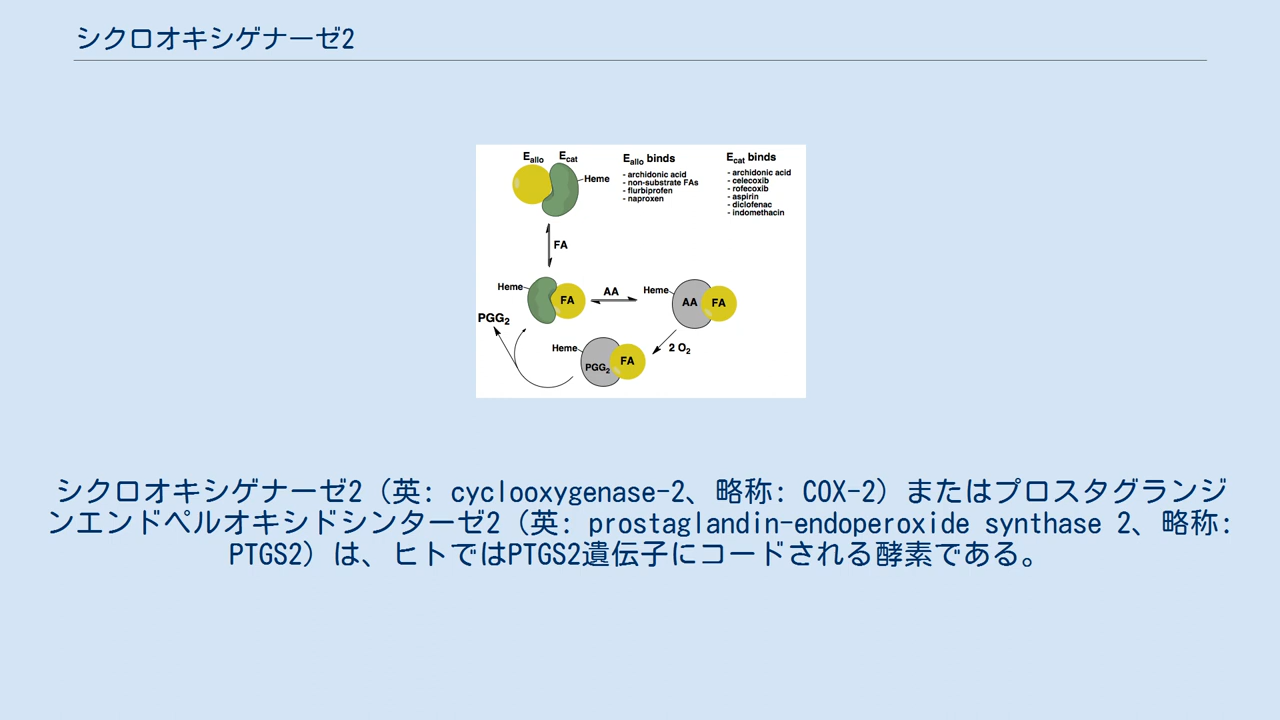 シクロオキシゲナーゼ2
Eallo
Ecat
Heme
Eallo binds
- archidonic acid
- non-substrate FAs
- flurbiprofen
- naproxen
Ecat binds
- archidonic acid
- celecoxib
- rofecoxib
- aspirin
- diclofenac
- indomethacin
FA
Heme
FA
AA
Heme
AA
FA
PGG2
2 O2
Heme
PGG2
FA
シクロオキシゲナーゼ2（英: cyclooxygenase-2、略称: COX-2）またはプロスタグランジ
ンエンドペルオキシドシンターゼ2（英: prostaglandin-endoperoxide synthase 2、略称:
PTGS2）は、ヒトではPTGS2遺伝子にコードされる酵素である。